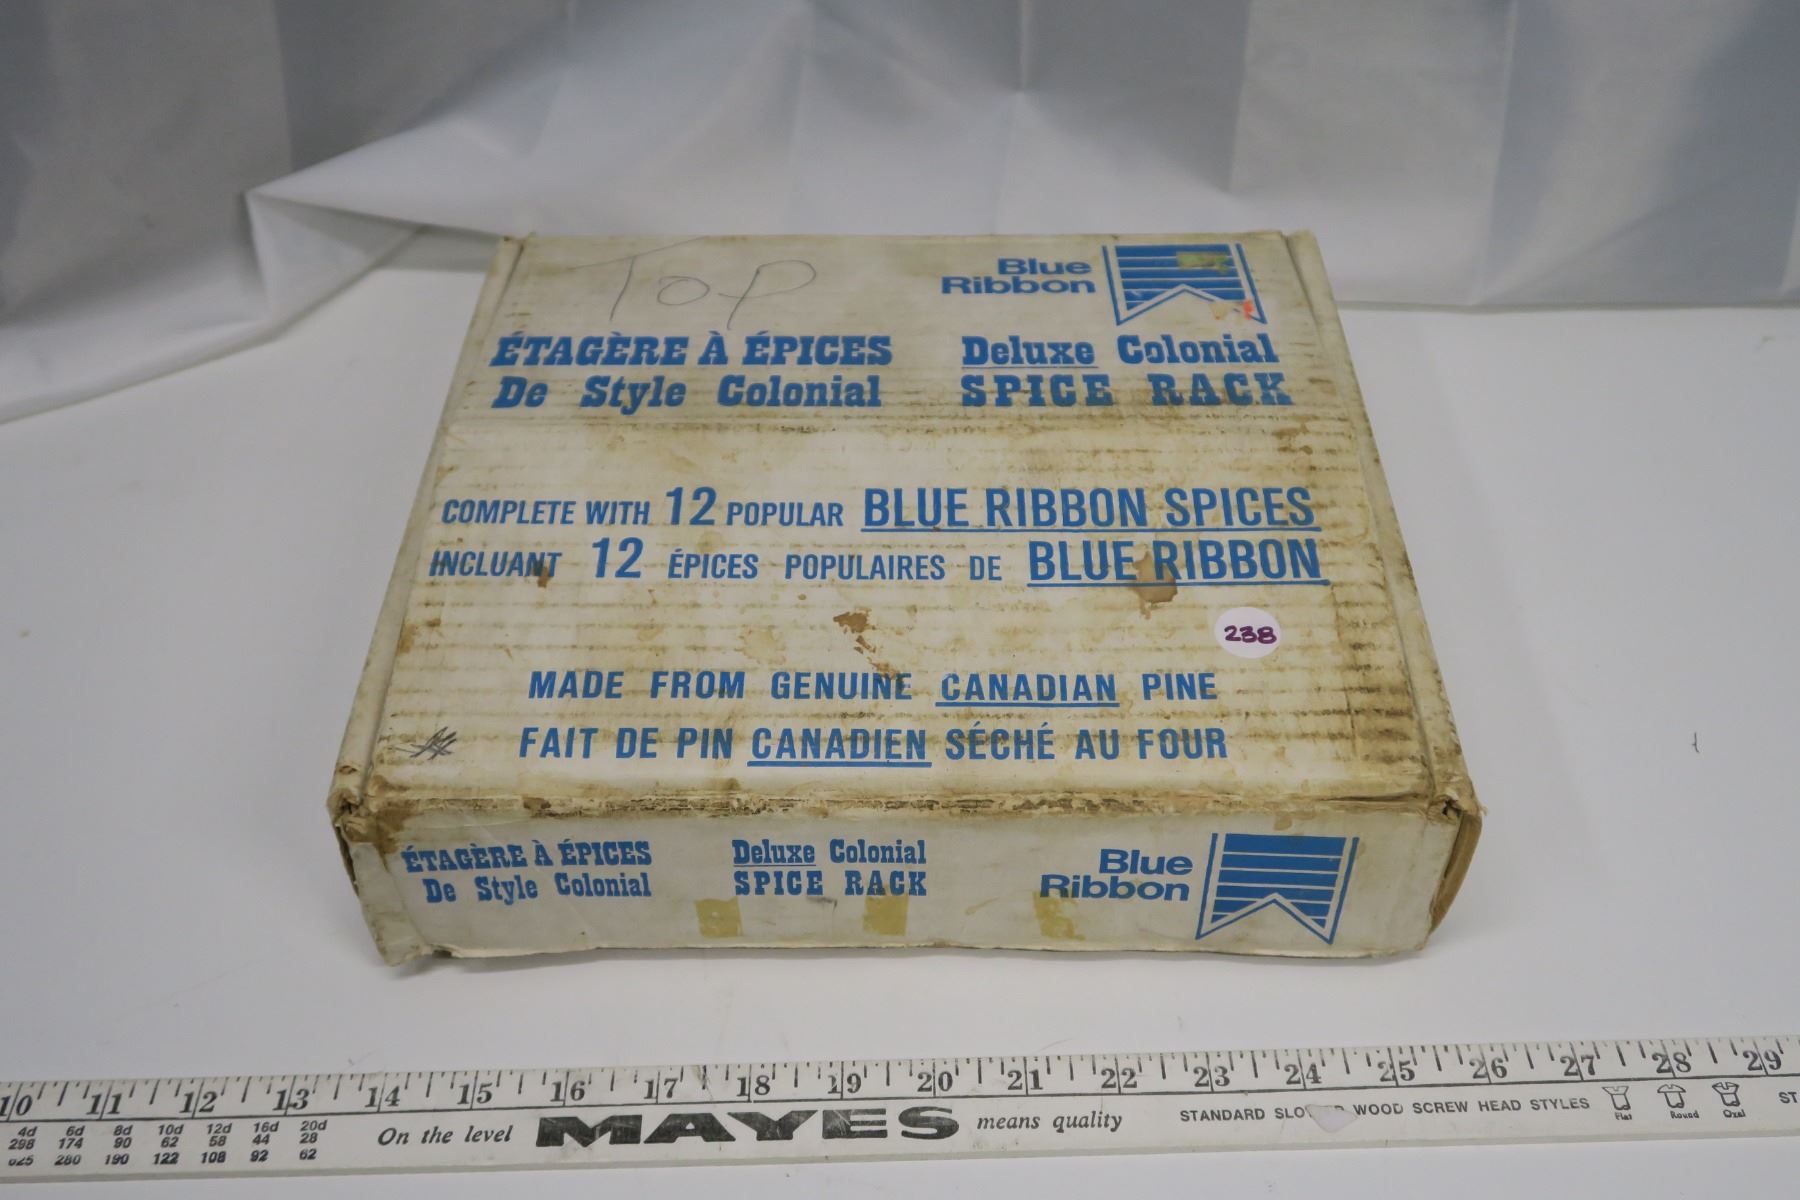 Top
Blue
Ribbon
ÉTAGÈRE À ÉPICES
De Style Colonial
Deluxe Colonial
SPICE RACK
COMPLETE WITH 12 POPULAR BLUE RIBBON SPICES
INCLUANT 12 ÉPICES POPULAIRES DE BLUE RIBBON
238
MADE FROM GENUINE CANADIAN PINE
FAIT DE PIN CANADIEN SÉCHÉ AU FOUR
ÉTAGÈRE À ÉPICES
De Style Colonial
Deluxe Colonial
SPICE RACK
Blue
Ribbon
10 11 12 13 14 15 16 17 18 19 20 21 22 23 24 25 26 27 28 29
4d 6d 8d 10d 12d 16d 20d
298 174 90 62 58 44 28
280 190 122 108 92 62
On the level MAYES means quality
STANDARD WOOD SCREW HEAD STYLES
Flat Round Oval
ST